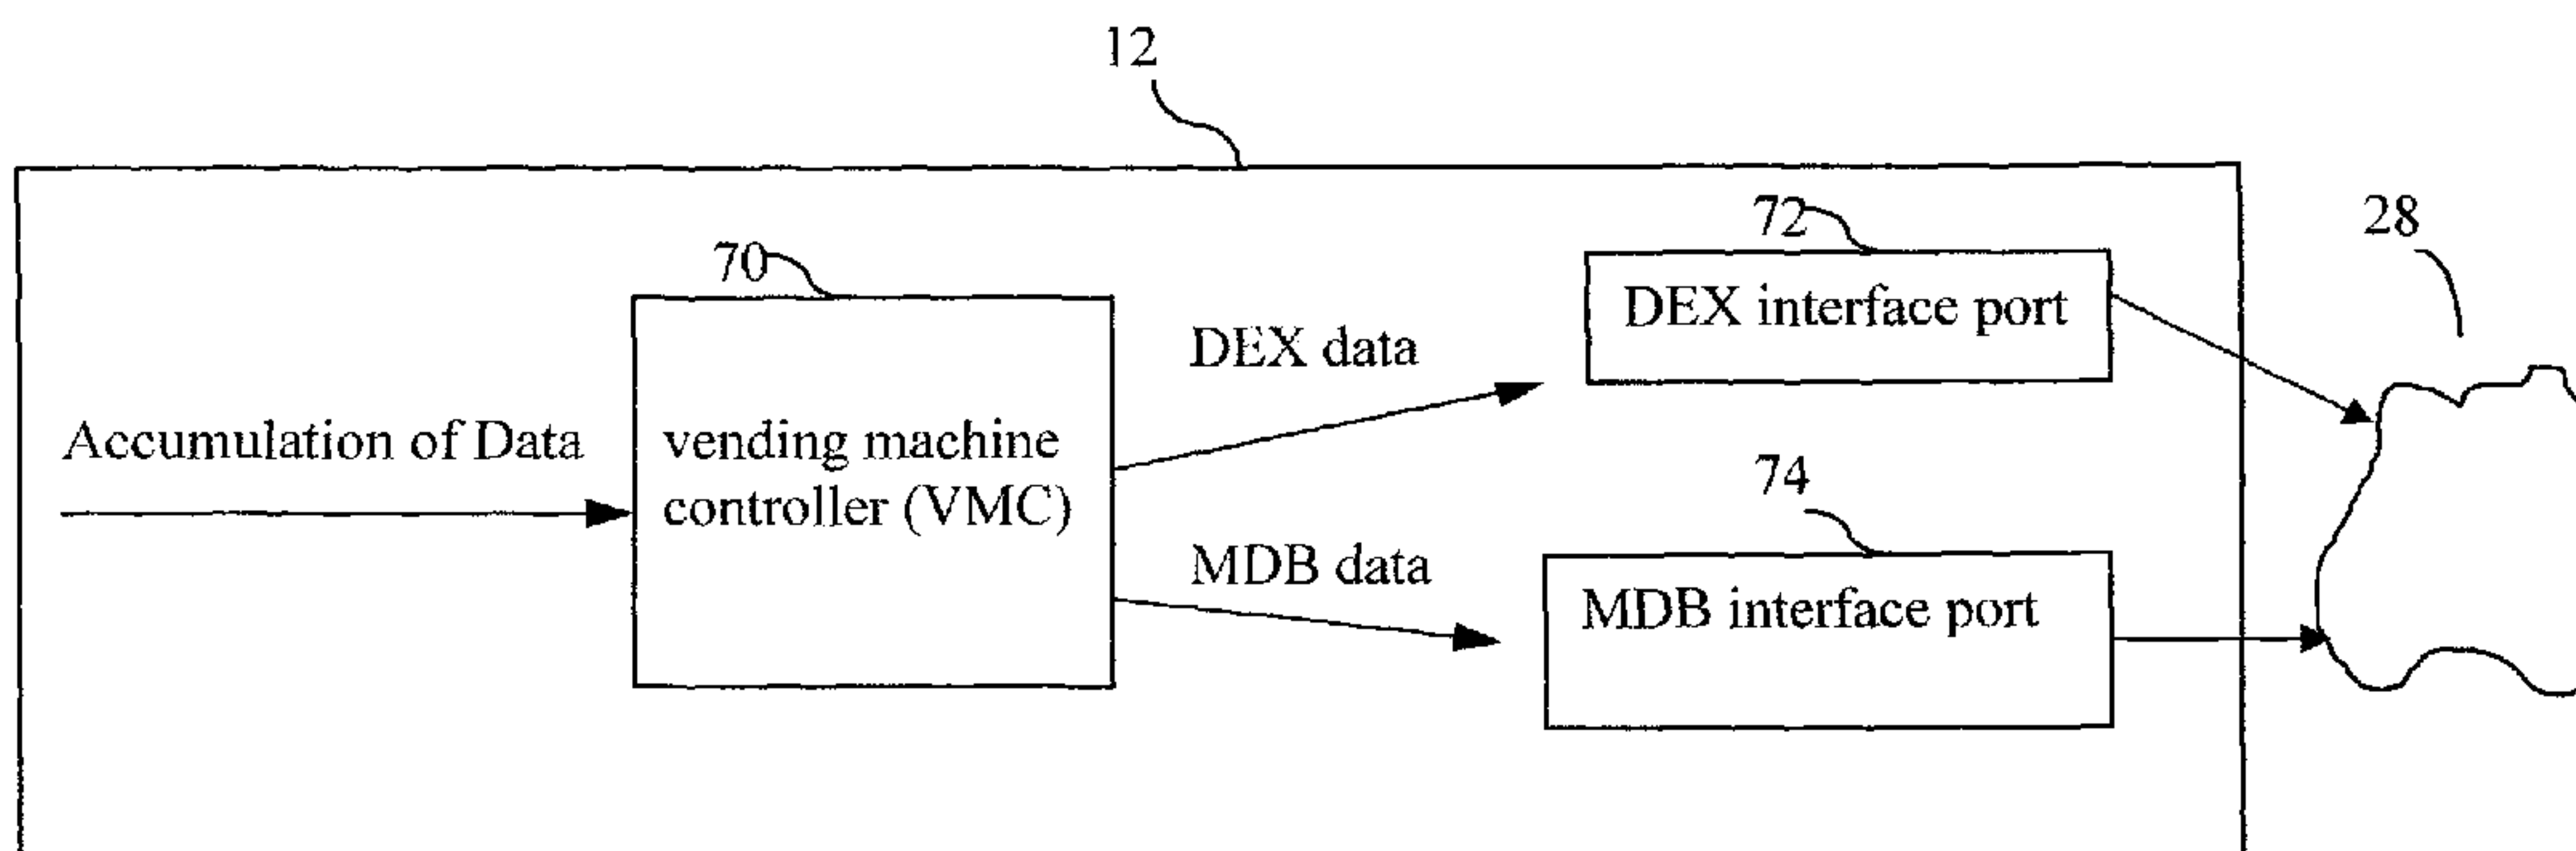 12
72
28
70
DEX interface port
DEX data
Accumulation of Data
vending machine
controller (VMC)
74
MDB data
MDB interface port